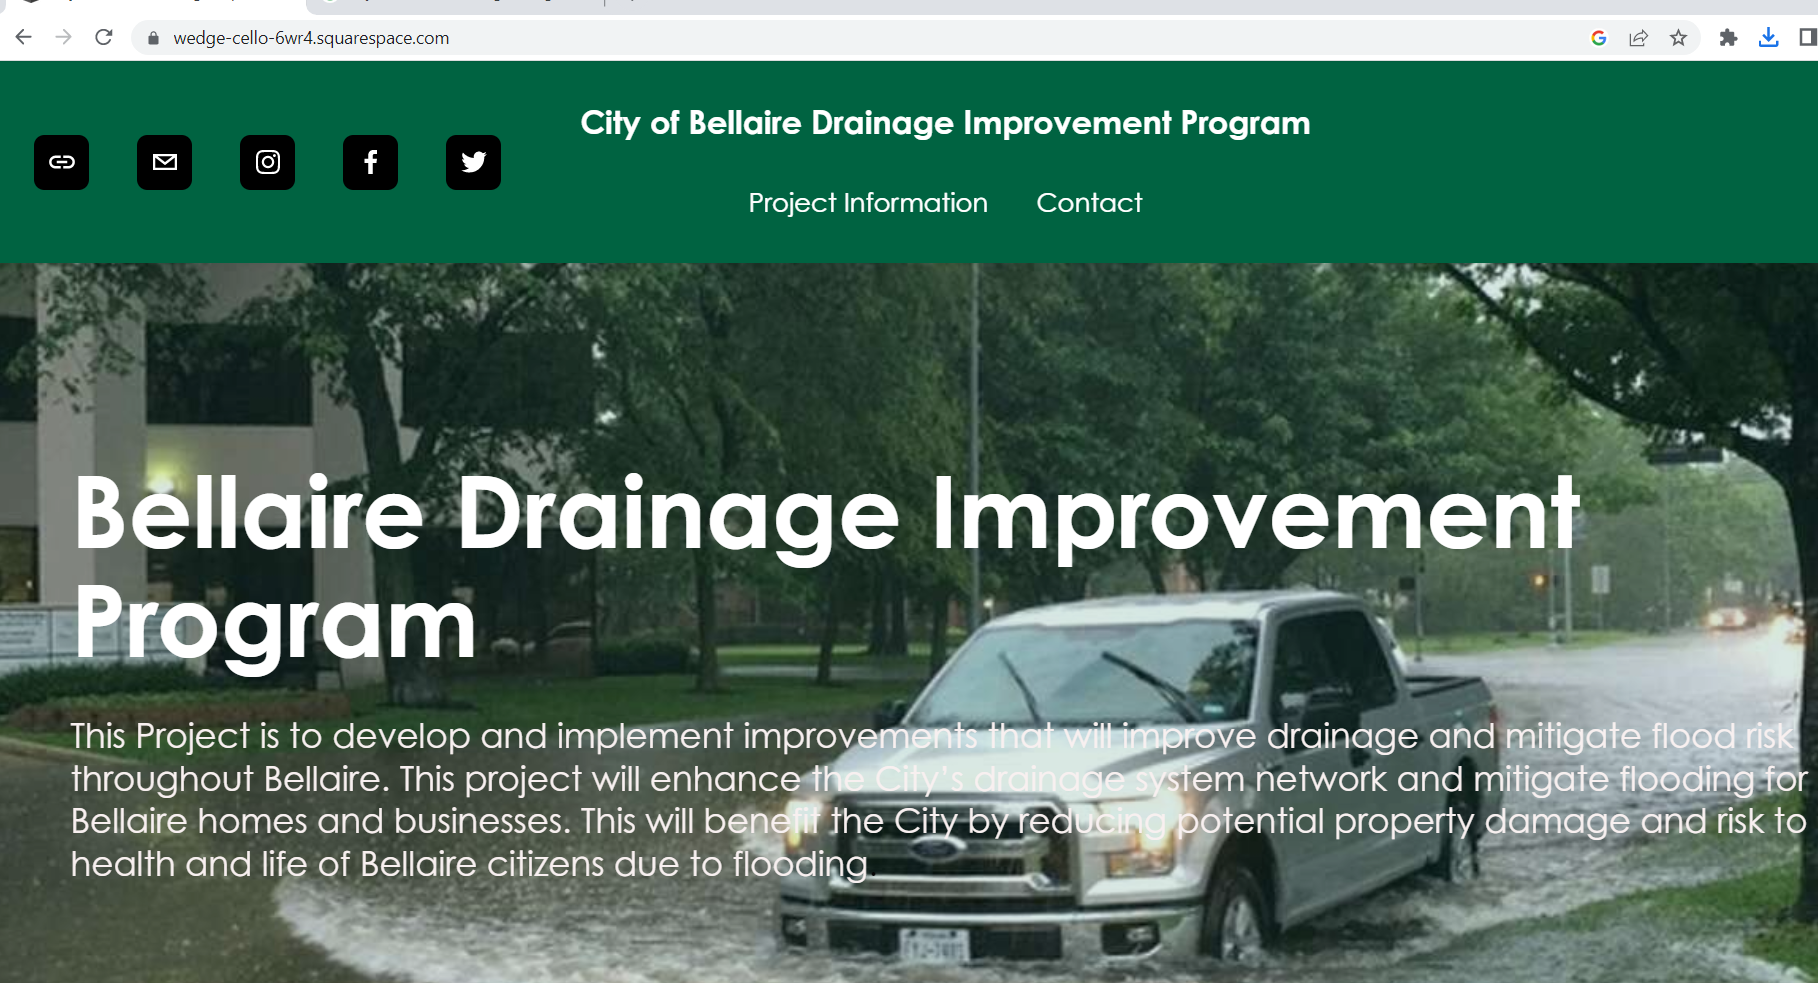 wedge-cello-6wr4.squarespace.com
City of Bellaire Drainage Improvement Program
Project Information Contact
Bellaire Drainage Improvement
Program
This Project is to develop and implement improvements that will improve drainage and mitigate flood risk
throughout Bellaire. This project will enhance the City’s drainage system network and mitigate flooding for
Bellaire homes and businesses. This will benefit the City by reducing potential property damage and risk to
health and life of Bellaire citizens due to flooding.